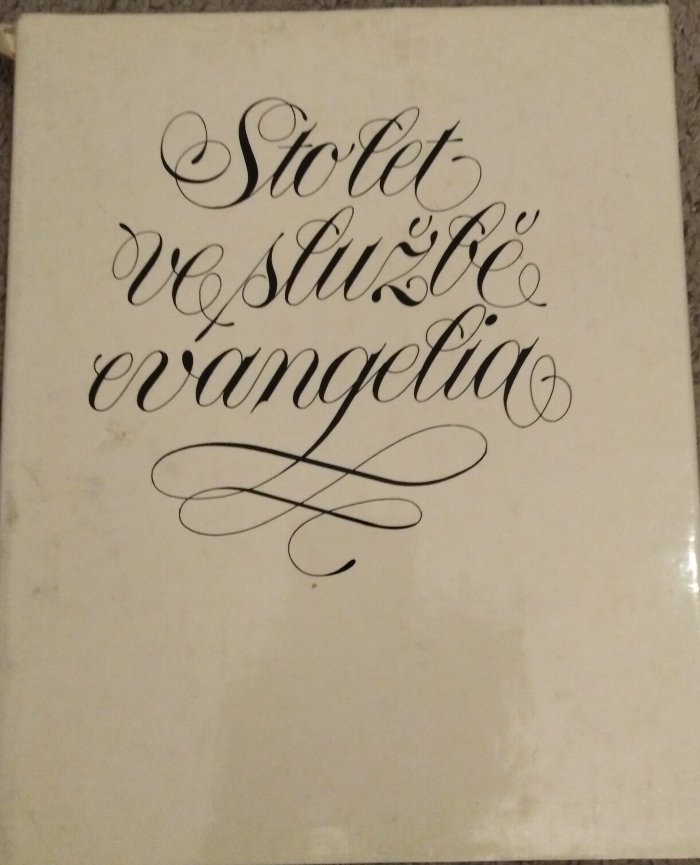 Sto let
ve službě
evangelia